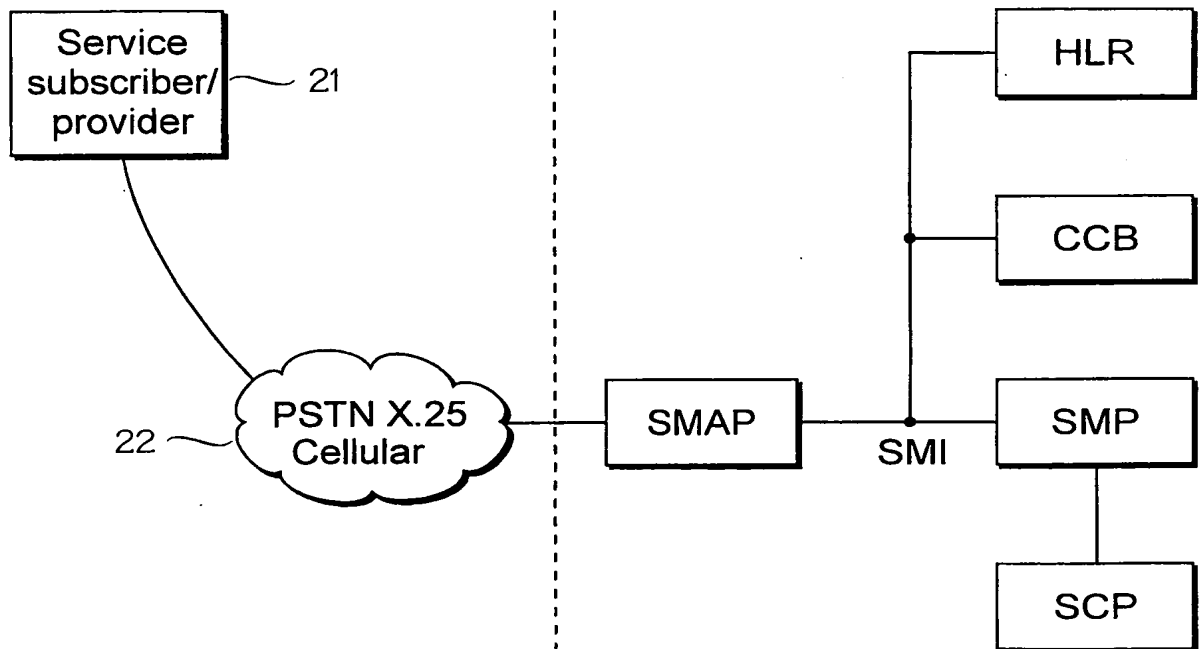 Service
subscriber/
provider
21
HLR
CCB
PSTN X.25
Cellular
22
SMAP
SMI
SMP
SCP